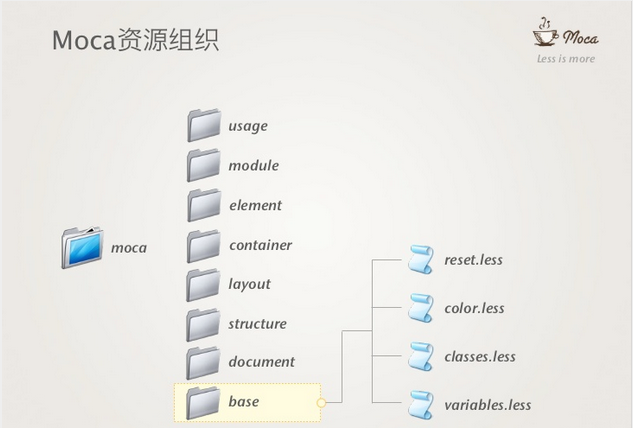 Moca资源组织
Moca
Less is more
usage
module
element
container
moca
layout
structure
document
base
reset.less
color.less
classes.less
variables.less